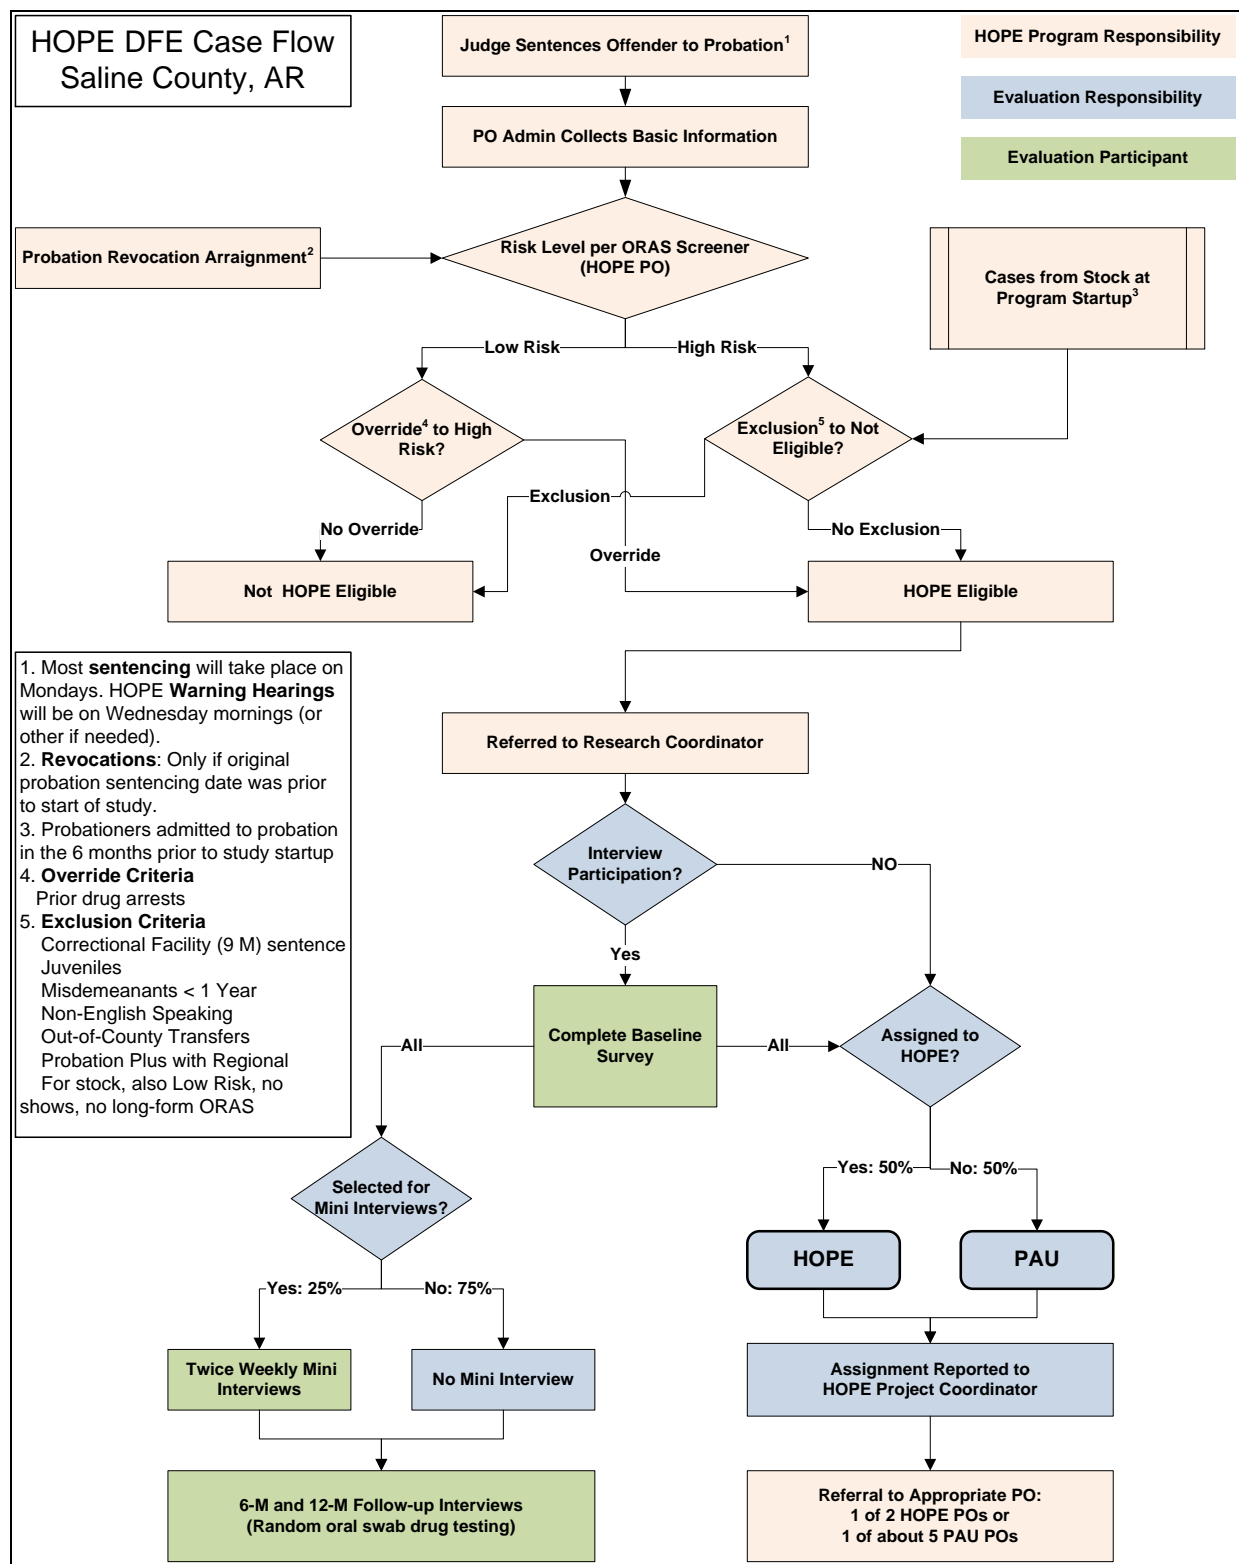 HOPE DFE Case Flow
Saline County, AR
Judge Sentences Offender to Probation1
HOPE Program Responsibility
Evaluation Responsibility
Evaluation Participant
PO Admin Collects Basic Information
Probation Revocation Arraignment2
Risk Level per ORAS Screener
(HOPE PO)
Cases from Stock at
Program Startup3
Low Risk
High Risk
Override4 to High
Risk?
Exclusion5 to Not
Eligible?
Exclusion
No Override
No Exclusion
Override
Not HOPE Eligible
HOPE Eligible
1. Most sentencing will take place on
Mondays. HOPE Warning Hearings
will be on Wednesday mornings (or
other if needed).
2. Revocations: Only if original
probation sentencing date was prior
to start of study.
3. Probationers admitted to probation
in the 6 months prior to study startup
4. Override Criteria
Prior drug arrests
5. Exclusion Criteria
Correctional Facility (9 M) sentence
Juveniles
Misdemeanants < 1 Year
Non-English Speaking
Out-of-County Transfers
Probation Plus with Regional
For stock, also Low Risk, no
shows, no long-form ORAS
Referred to Research Coordinator
Interview
Participation?
NO
Yes
Complete Baseline
Survey
All
All
Assigned to
HOPE?
Selected for
Mini Interviews?
Yes: 50%
No: 50%
HOPE
PAU
Yes: 25%
No: 75%
Twice Weekly Mini
Interviews
No Mini Interview
Assignment Reported to
HOPE Project Coordinator
6-M and 12-M Follow-up Interviews
(Random oral swab drug testing)
Referral to Appropriate PO:
1 of 2 HOPE POs or
1 of about 5 PAU POs